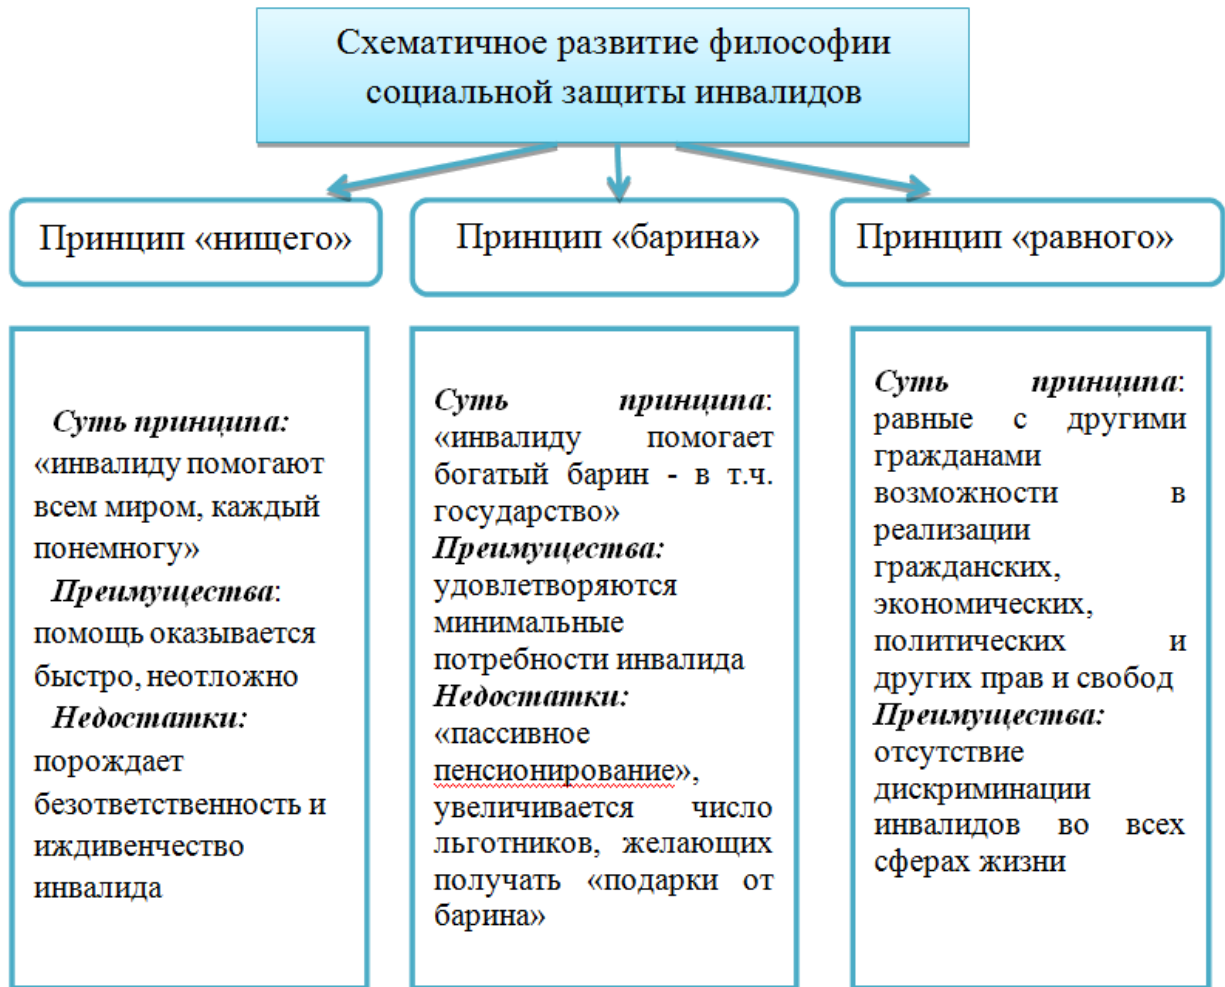 Схематичное развитие философии
социальной защиты инвалидов
Принцип «нищего»
Принцип «барина»
Принцип «равного»
Суть принципа:
«инвалиду помогают
всем миром, каждый
понемногу»
Преимущества:
помощь оказывается
быстро, неотложно
Недостатки:
порождает
безответственность и
иждивенчество
инвалида
Суть принципа:
«инвалиду помогает
богатый барин - в т.ч.
государство»
Преимущества:
удовлетворяются
минимальные
потребности инвалида
Недостатки:
«пассивное
пенсионирование»,
увеличивается число
льготников, желающих
получать «подарки от
барина»
Суть принципа:
равные с другими
гражданами
возможности в
реализации
гражданских,
экономических,
политических и
других прав и свобод
Преимущества:
отсутствие
дискриминации
инвалидов во всех
сферах жизни